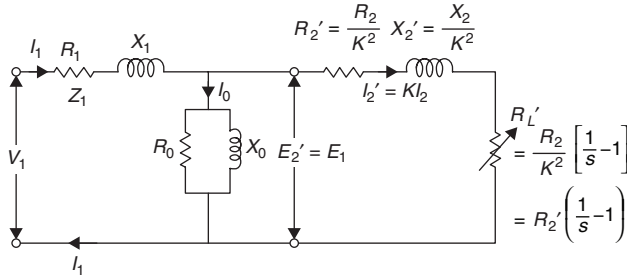 I₁
R₁
X₁
Z₁
R₂′ = R₂/K² X₂′ = X₂/K²
I₀
I₂′ = KI₂
V₁
R₀
X₀
E₂′ = E₁
R_L′
= R₂/K² [1/s − 1]
= R₂′ (1/s − 1)
I₁